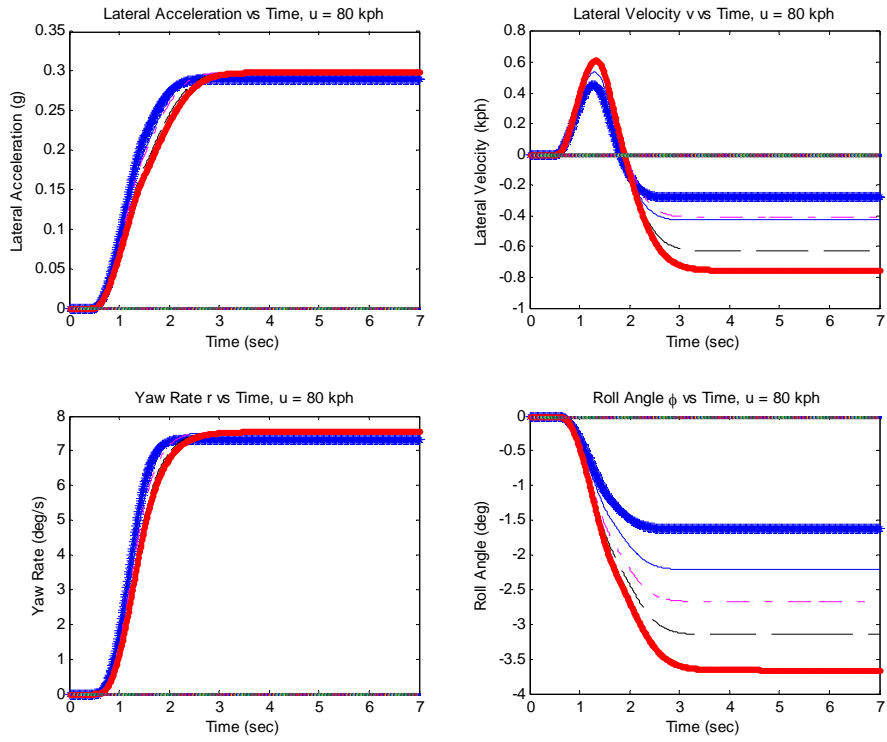 Lateral Acceleration vs Time, u = 80 kph
0.35
0.3
0.25
0.2
0.15
0.1
0.05
0
Lateral Acceleration (g)
0 1 2 3 4 5 6 7
Time (sec)
Lateral Velocity v vs Time, u = 80 kph
0.8
0.6
0.4
0.2
0
-0.2
-0.4
-0.6
-0.8
-1
Lateral Velocity (kph)
0 1 2 3 4 5 6 7
Time (sec)
Yaw Rate r vs Time, u = 80 kph
8
7
6
5
4
3
2
1
0
Yaw Rate (deg/s)
0 1 2 3 4 5 6 7
Time (sec)
Roll Angle ϕ vs Time, u = 80 kph
0
-0.5
-1
-1.5
-2
-2.5
-3
-3.5
-4
Roll Angle (deg)
0 1 2 3 4 5 6 7
Time (sec)